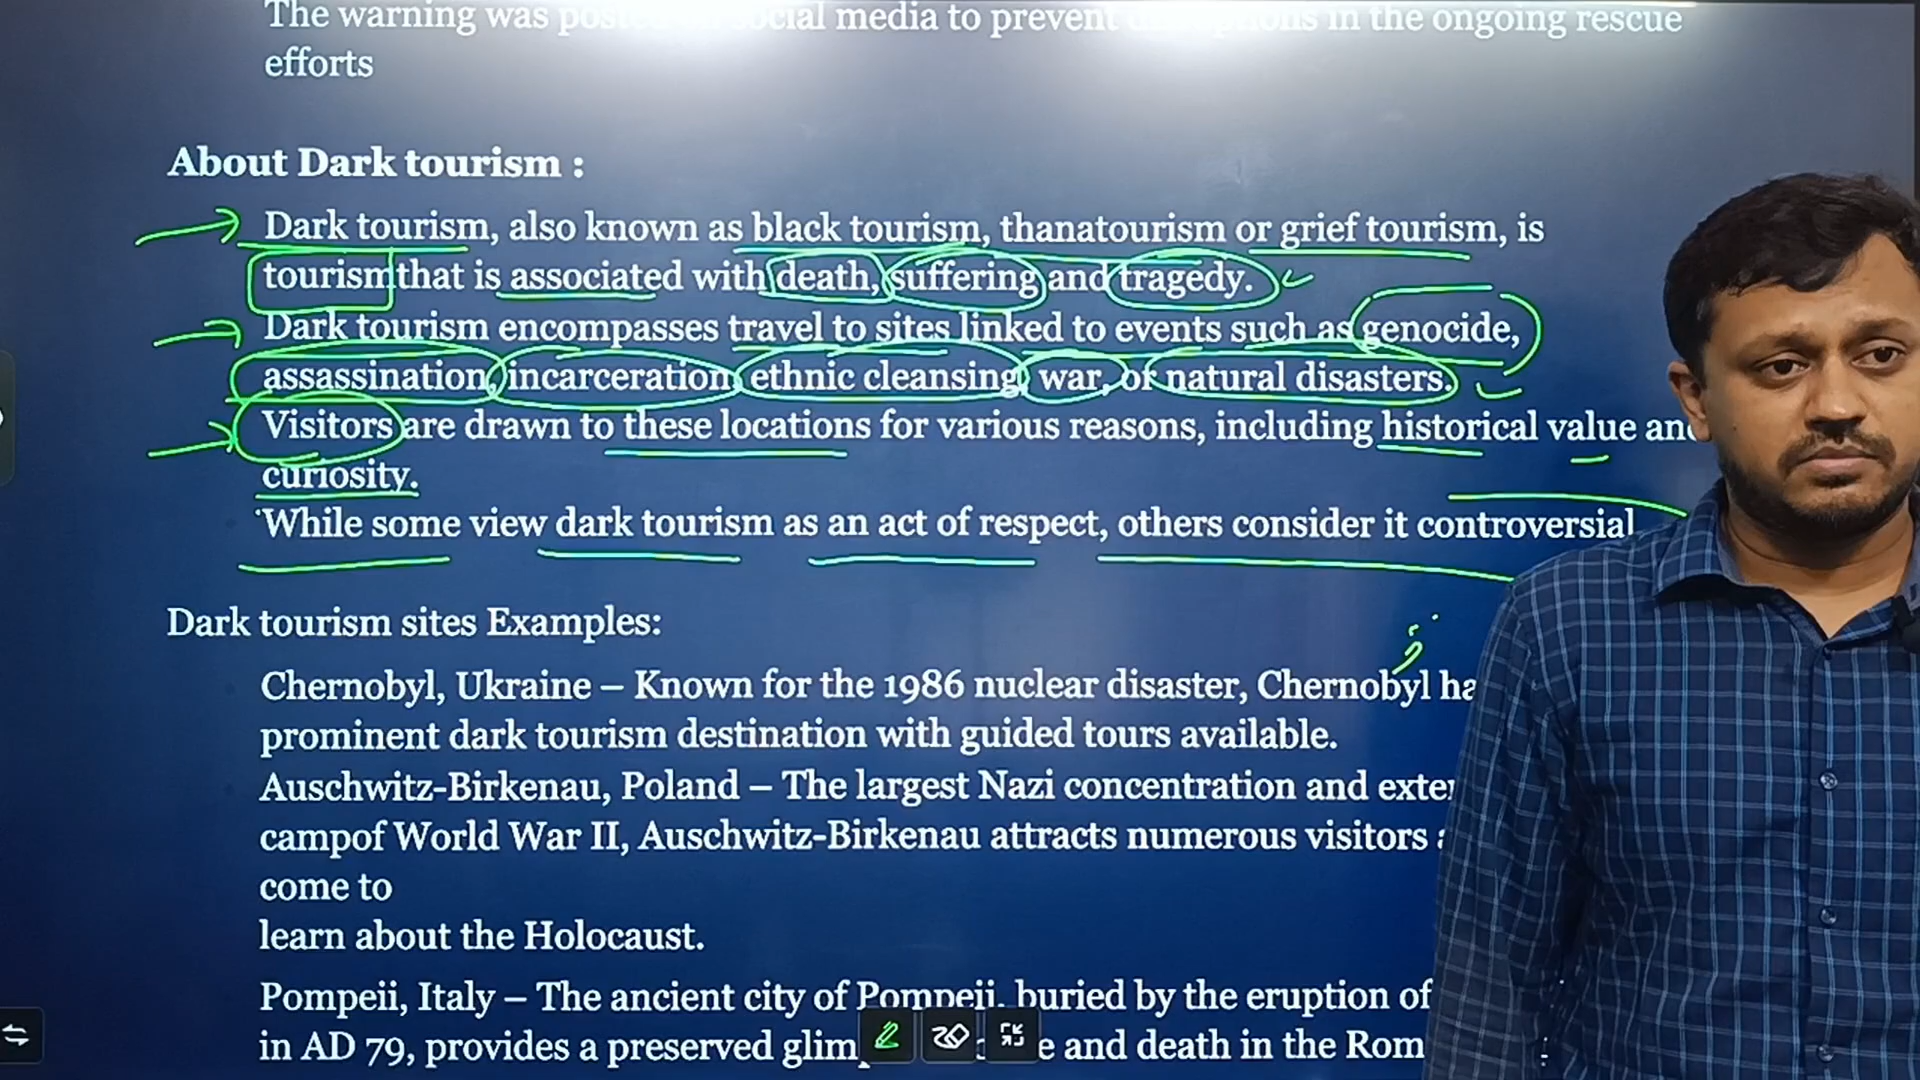 The warning was social media to prevent in the ongoing rescue
efforts
About Dark tourism :
Dark tourism, also known as black tourism, thanatourism or grief tourism, is
tourism that is associated with death, suffering and tragedy.
Dark tourism encompasses travel to sites linked to events such as genocide,
assassination, incarceration, ethnic cleansing, war, or natural disasters.
Visitors are drawn to these locations for various reasons, including historical value and
curiosity.
While some view dark tourism as an act of respect, others consider it controversial
Dark tourism sites Examples:
Chernobyl, Ukraine – Known for the 1986 nuclear disaster, Chernobyl
prominent dark tourism destination with guided tours available.
Auschwitz-Birkenau, Poland – The largest Nazi concentration and
campof World War II, Auschwitz-Birkenau attracts numerous visitors
come to
learn about the Holocaust.
Pompeii, Italy – The ancient city of Pompeii, buried by the eruption of
in AD 79, provides a preserved and death in the